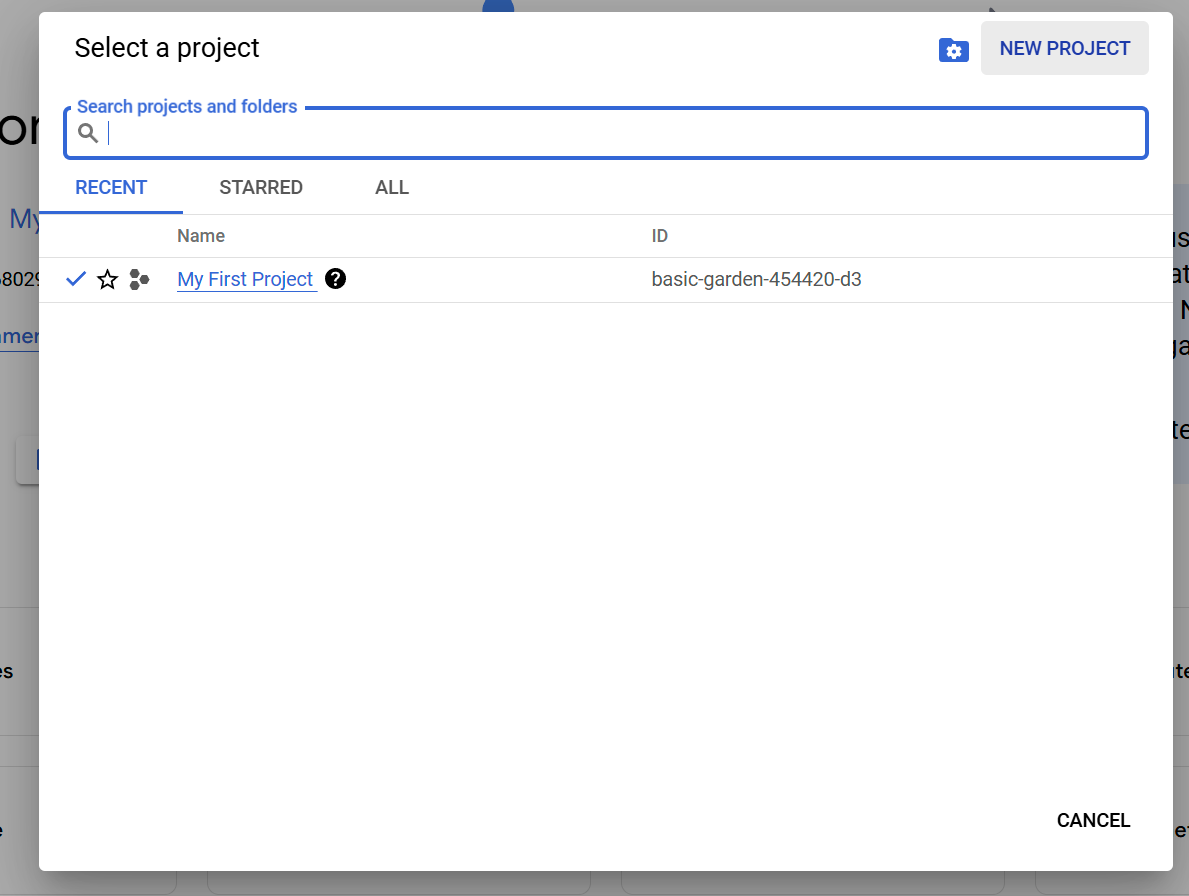 Select a project
NEW PROJECT
Search projects and folders
RECENT STARRED ALL
Name ID
My First Project basic-garden-454420-d3
CANCEL